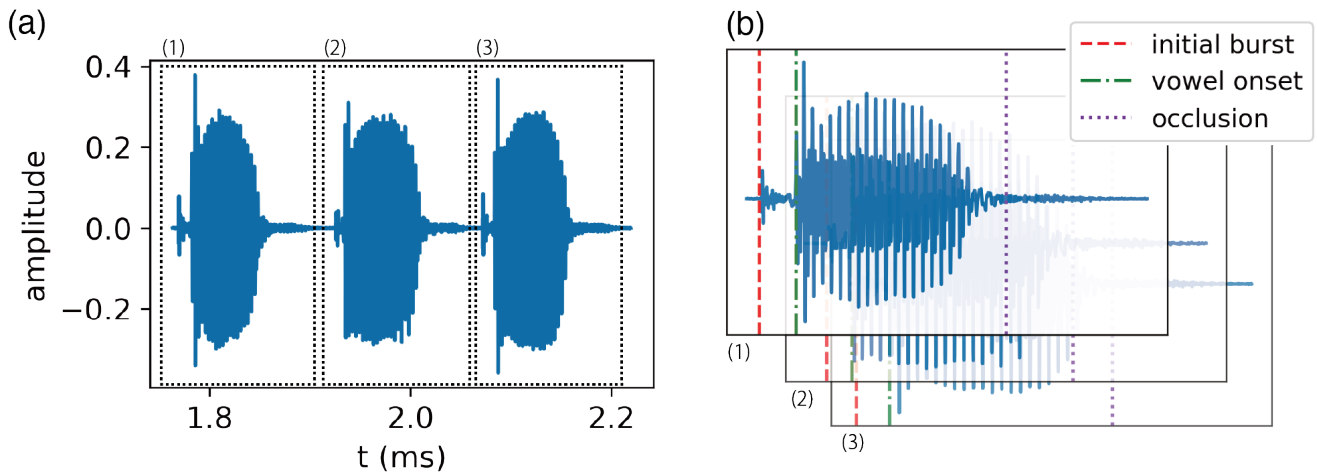 (a)
(1)
(2)
(3)
0.4
0.2
0.0
−0.2
amplitude
1.8
2.0
2.2
t (ms)
(b)
initial burst
vowel onset
occlusion
(1)
(2)
(3)